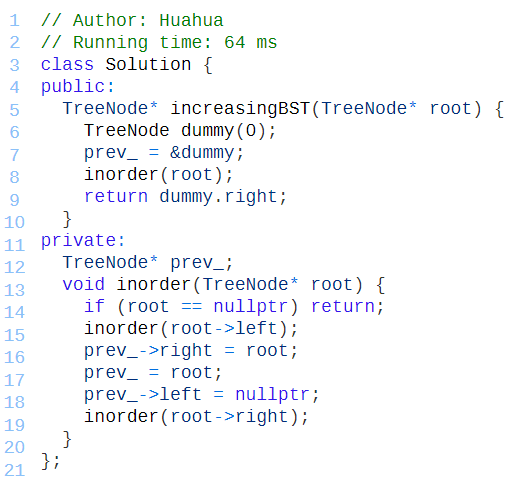 1 // Author: Huahua
2 // Running time: 64 ms
3 class Solution {
4 public:
5   TreeNode* increasingBST(TreeNode* root) {
6     TreeNode dummy(0);
7     prev_ = &dummy;
8     inorder(root);
9     return dummy.right;
10   }
11 private:
12   TreeNode* prev_;
13   void inorder(TreeNode* root) {
14     if (root == nullptr) return;
15     inorder(root->left);
16     prev_->right = root;
17     prev_ = root;
18     prev_->left = nullptr;
19     inorder(root->right);
20   }
21 };